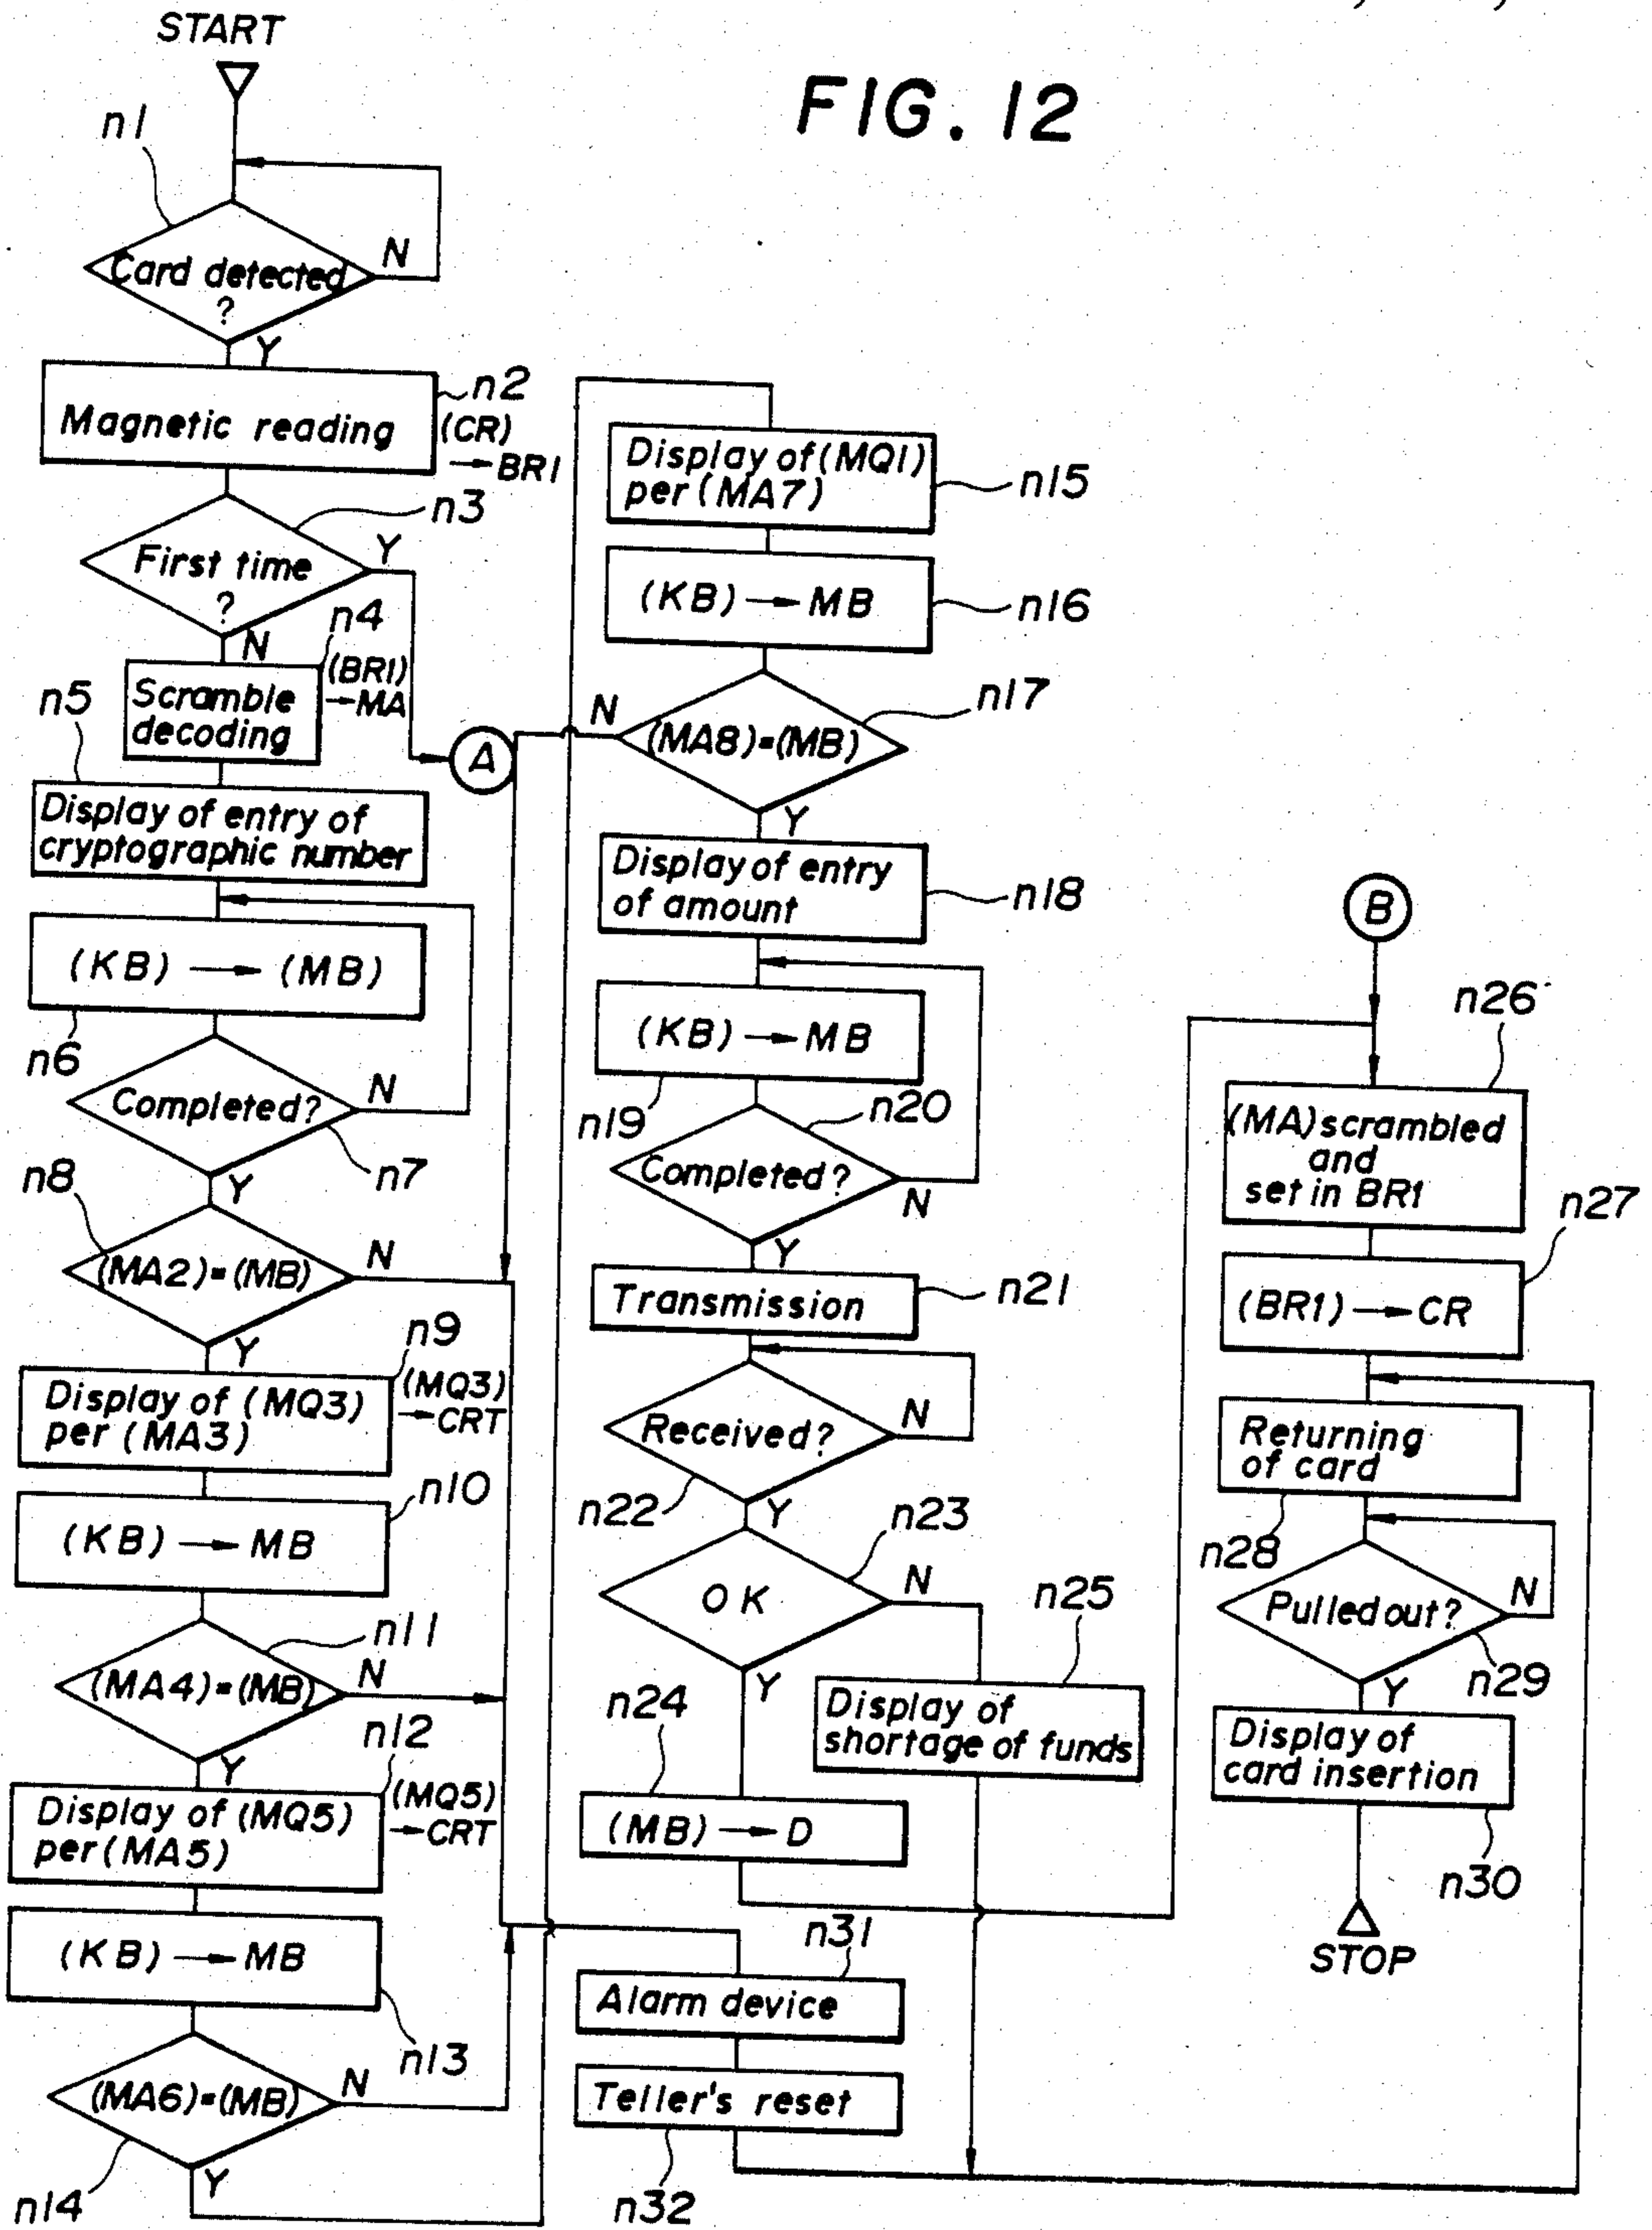 FIG. 12
START
n1
Card detected
?
N
Y
Magnetic reading
n2
(CR)
→BR1
n3
First time
?
Y
N
n4
(BR1)
→MA
Scramble
decoding
A
n5
Display of entry of
cryptographic number
(KB) → (MB)
n6
Completed?
N
n7
Y
n8
(MA2)=(MB)
N
Y
n9
Display of (MQ3)
per (MA3)
(MQ3)
→CRT
n10
(KB) → MB
n11
(MA4)=(MB)
N
Y
n12
Display of (MQ5)
per (MA5)
(MQ5)
→CRT
(KB) → MB
n13
(MA6)=(MB)
N
n14
Y
Display of (MQ1)
per (MA7)
n15
(KB) → MB
n16
n17
N
(MA8)=(MB)
Y
Display of entry
of amount
n18
(KB) → MB
n19
n20
Completed?
N
Y
Transmission
n21
Received?
N
n22
Y
n23
OK
N
Y
n25
Display of
shortage of funds
n24
(MB) → D
n31
Alarm device
Teller's reset
n32
B
n26
(MA) scrambled
and
set in BR1
n27
(BR1) → CR
Returning
of card
n28
Pulled out?
N
n29
Y
Display of
card insertion
n30
STOP